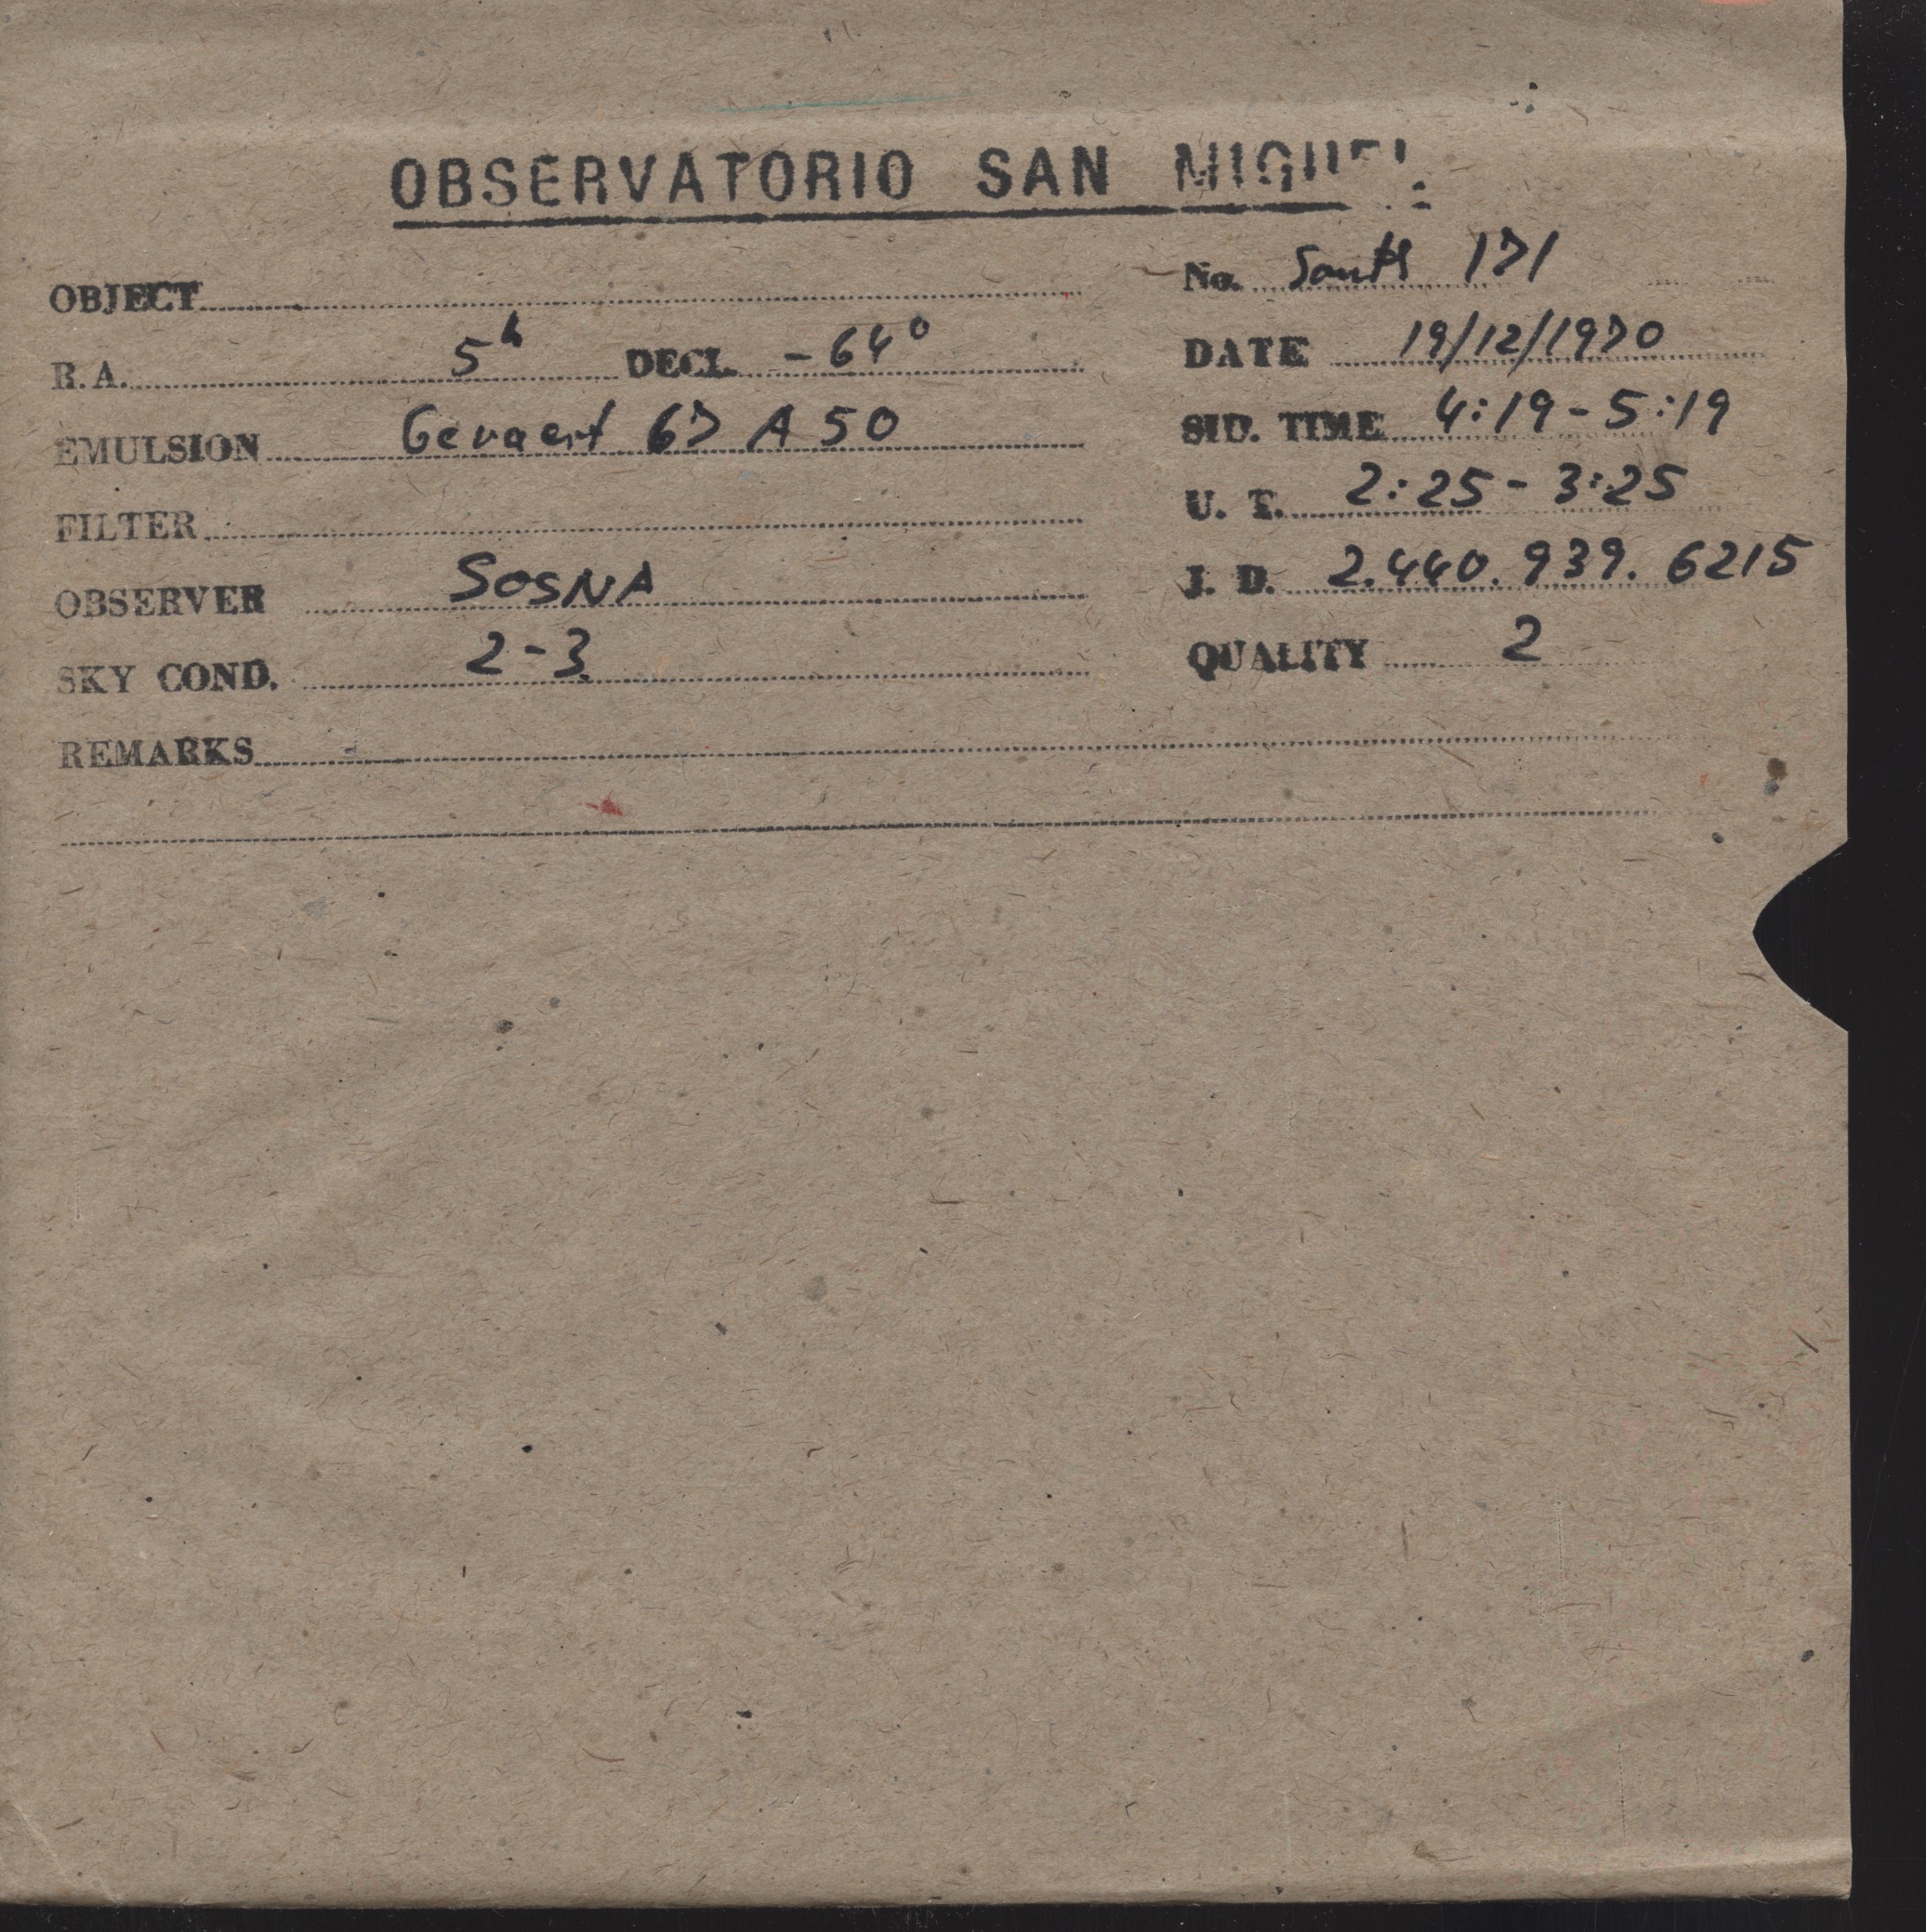 OBSERVATORIO SAN MIGUEL
OBJECT
No. South 171
R.A. 5h DECL. -64°
DATE 19/12/1970
EMULSION Gevaert 67 A 50
SID. TIME 4:19-5:19
FILTER
U. T. 2:25-3:25
OBSERVER SOSNA
J. D. 2.440.939.6215
SKY COND. 2-3
QUALITY 2
REMARKS